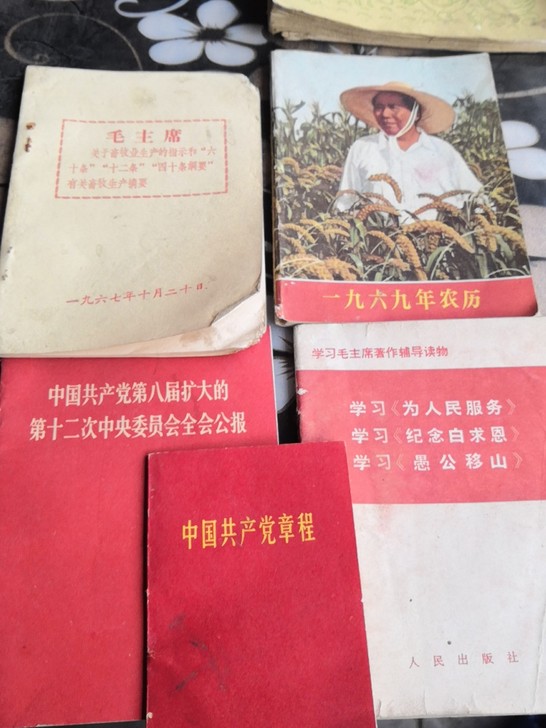 毛主席
关于畜牧业生产的指示和“六
十条”“十二条”“四十条纲要”
有关畜牧生产摘要
一九六七年十月二十日
一九六九年农历
中国共产党第八届扩大的
第十二次中央委员会全会公报
学习毛主席著作辅导读物
学习《为人民服务》
学习《纪念白求恩》
学习《愚公移山》
人民出版社
中国共产党章程